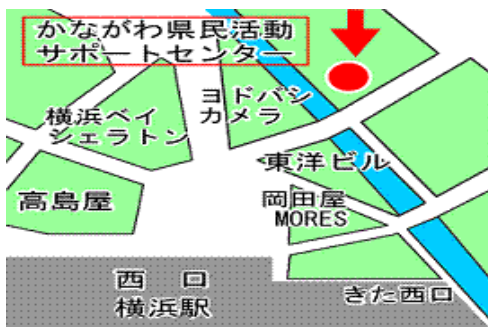 かながわ県民活動
サポートセンター
ヨドバシ
カメラ
横浜ベイ
シェラトン
東洋ビル
高島屋
岡田屋
MORES
西 口
横浜駅
きた西口